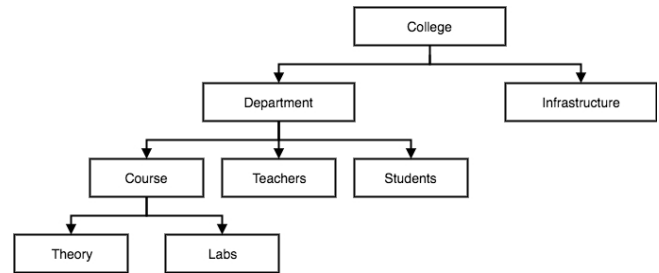 College
Department
Infrastructure
Course
Teachers
Students
Theory
Labs